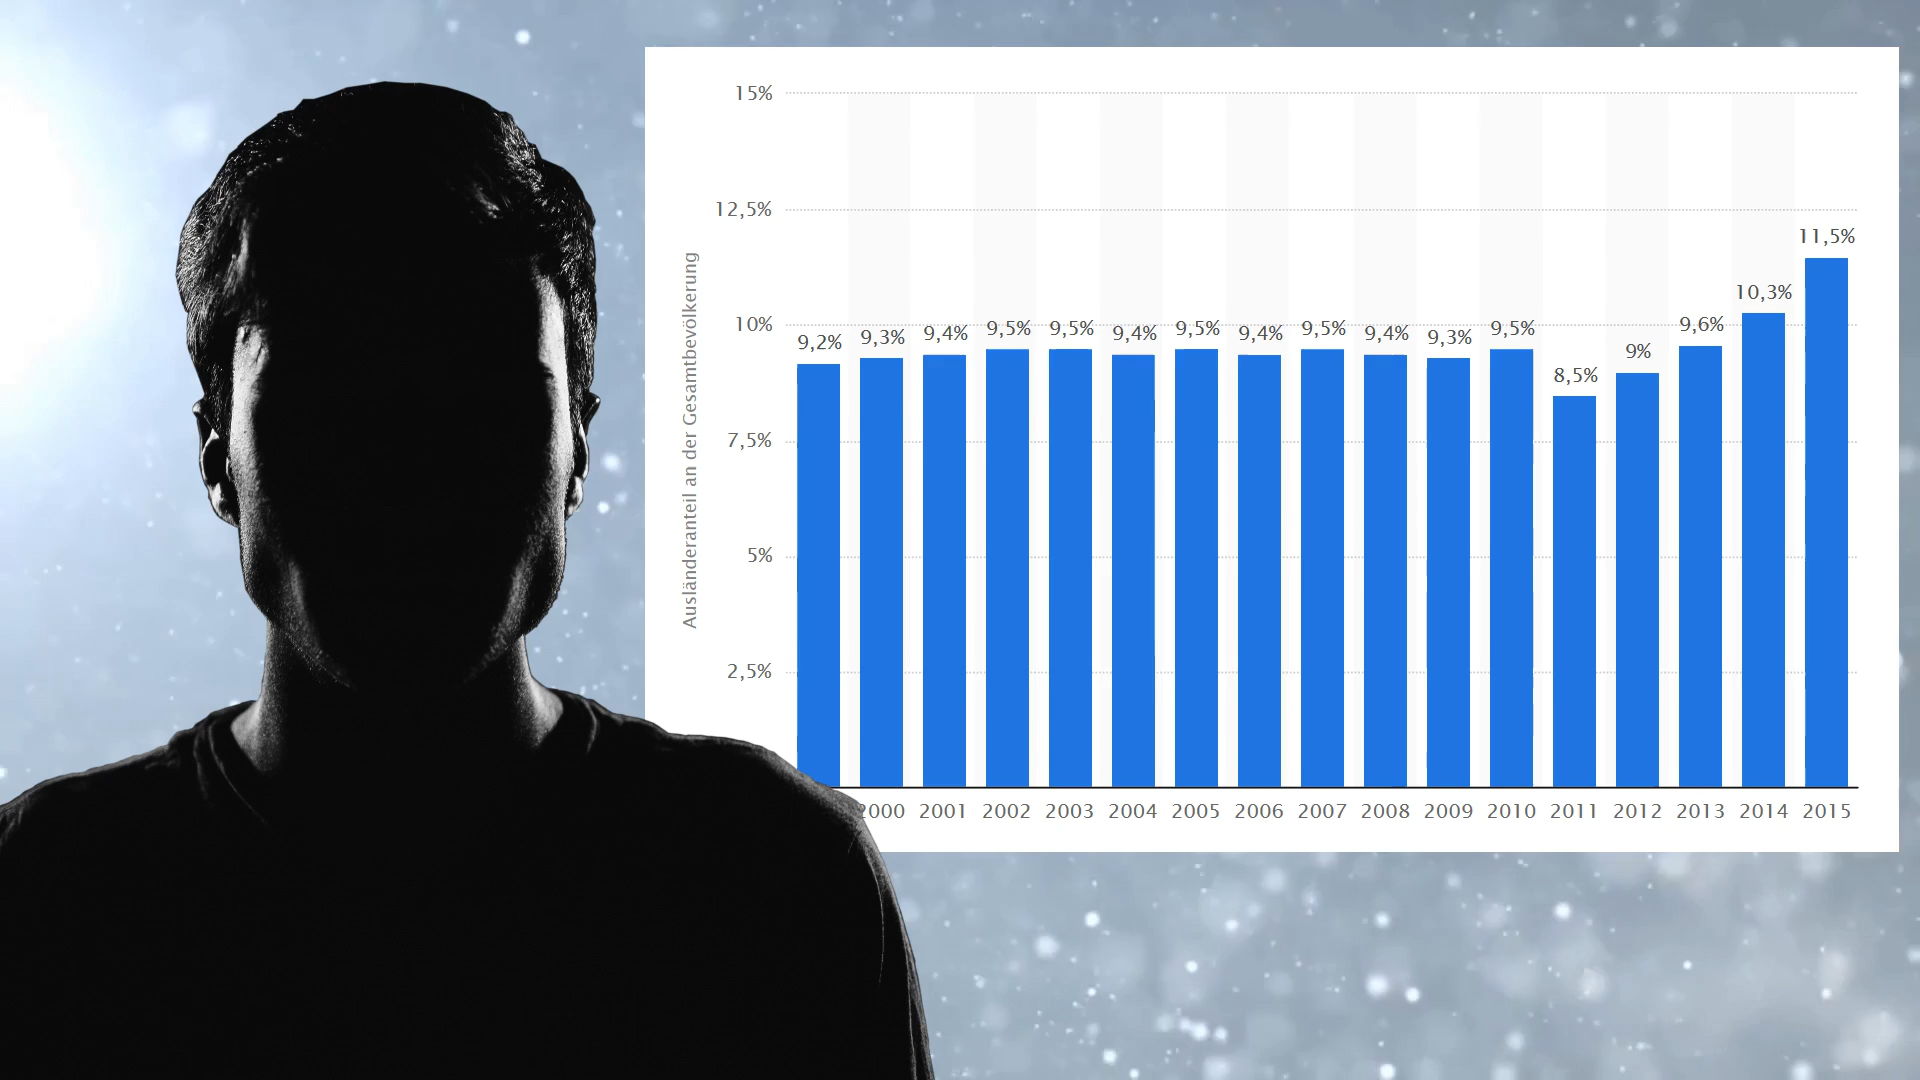 15%
12,5%
10%
7,5%
5%
2,5%
Ausländeranteil an der Gesamtbevölkerung
9,2% 9,3% 9,4% 9,5% 9,5% 9,4% 9,5% 9,4% 9,5% 9,4% 9,3% 9,5% 8,5% 9% 9,6% 10,3% 11,5%
2000 2001 2002 2003 2004 2005 2006 2007 2008 2009 2010 2011 2012 2013 2014 2015